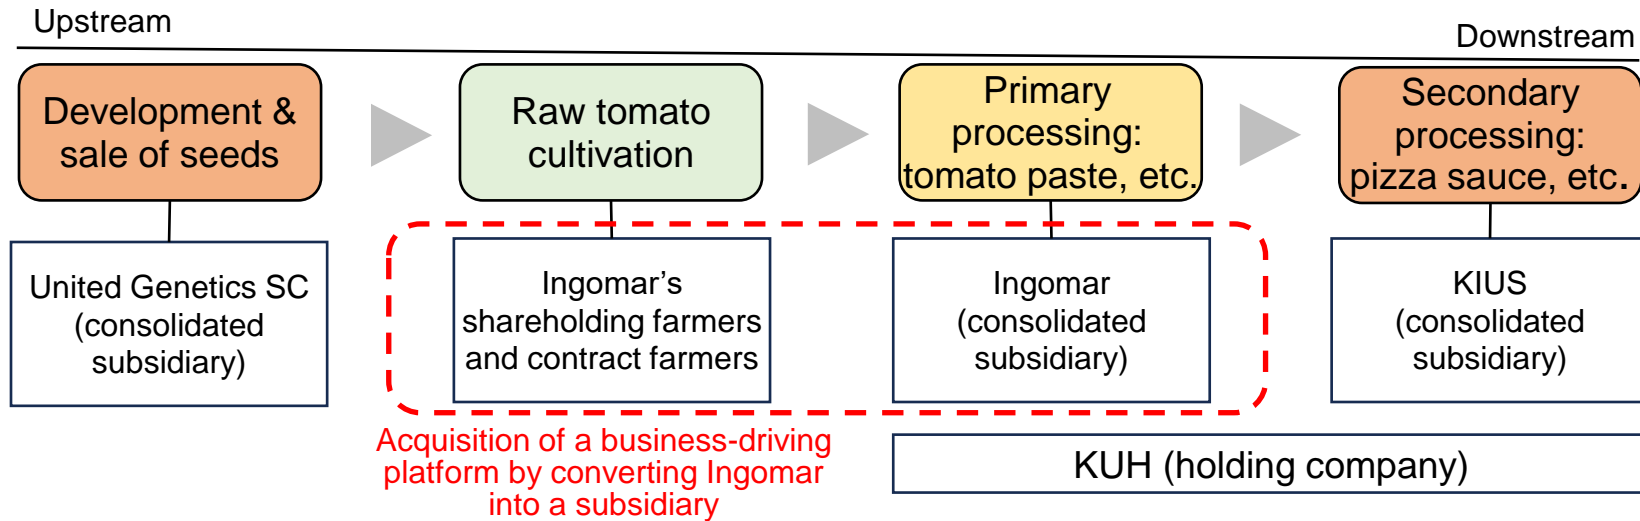 Upstream
Downstream
Development &
sale of seeds
Raw tomato
cultivation
Primary
processing:
tomato paste, etc.
Secondary
processing:
pizza sauce, etc.
United Genetics SC
(consolidated
subsidiary)
Ingomar’s
shareholding farmers
and contract farmers
Ingomar
(consolidated
subsidiary)
KIUS
(consolidated
subsidiary)
Acquisition of a business-driving
platform by converting Ingomar
into a subsidiary
KUH (holding company)